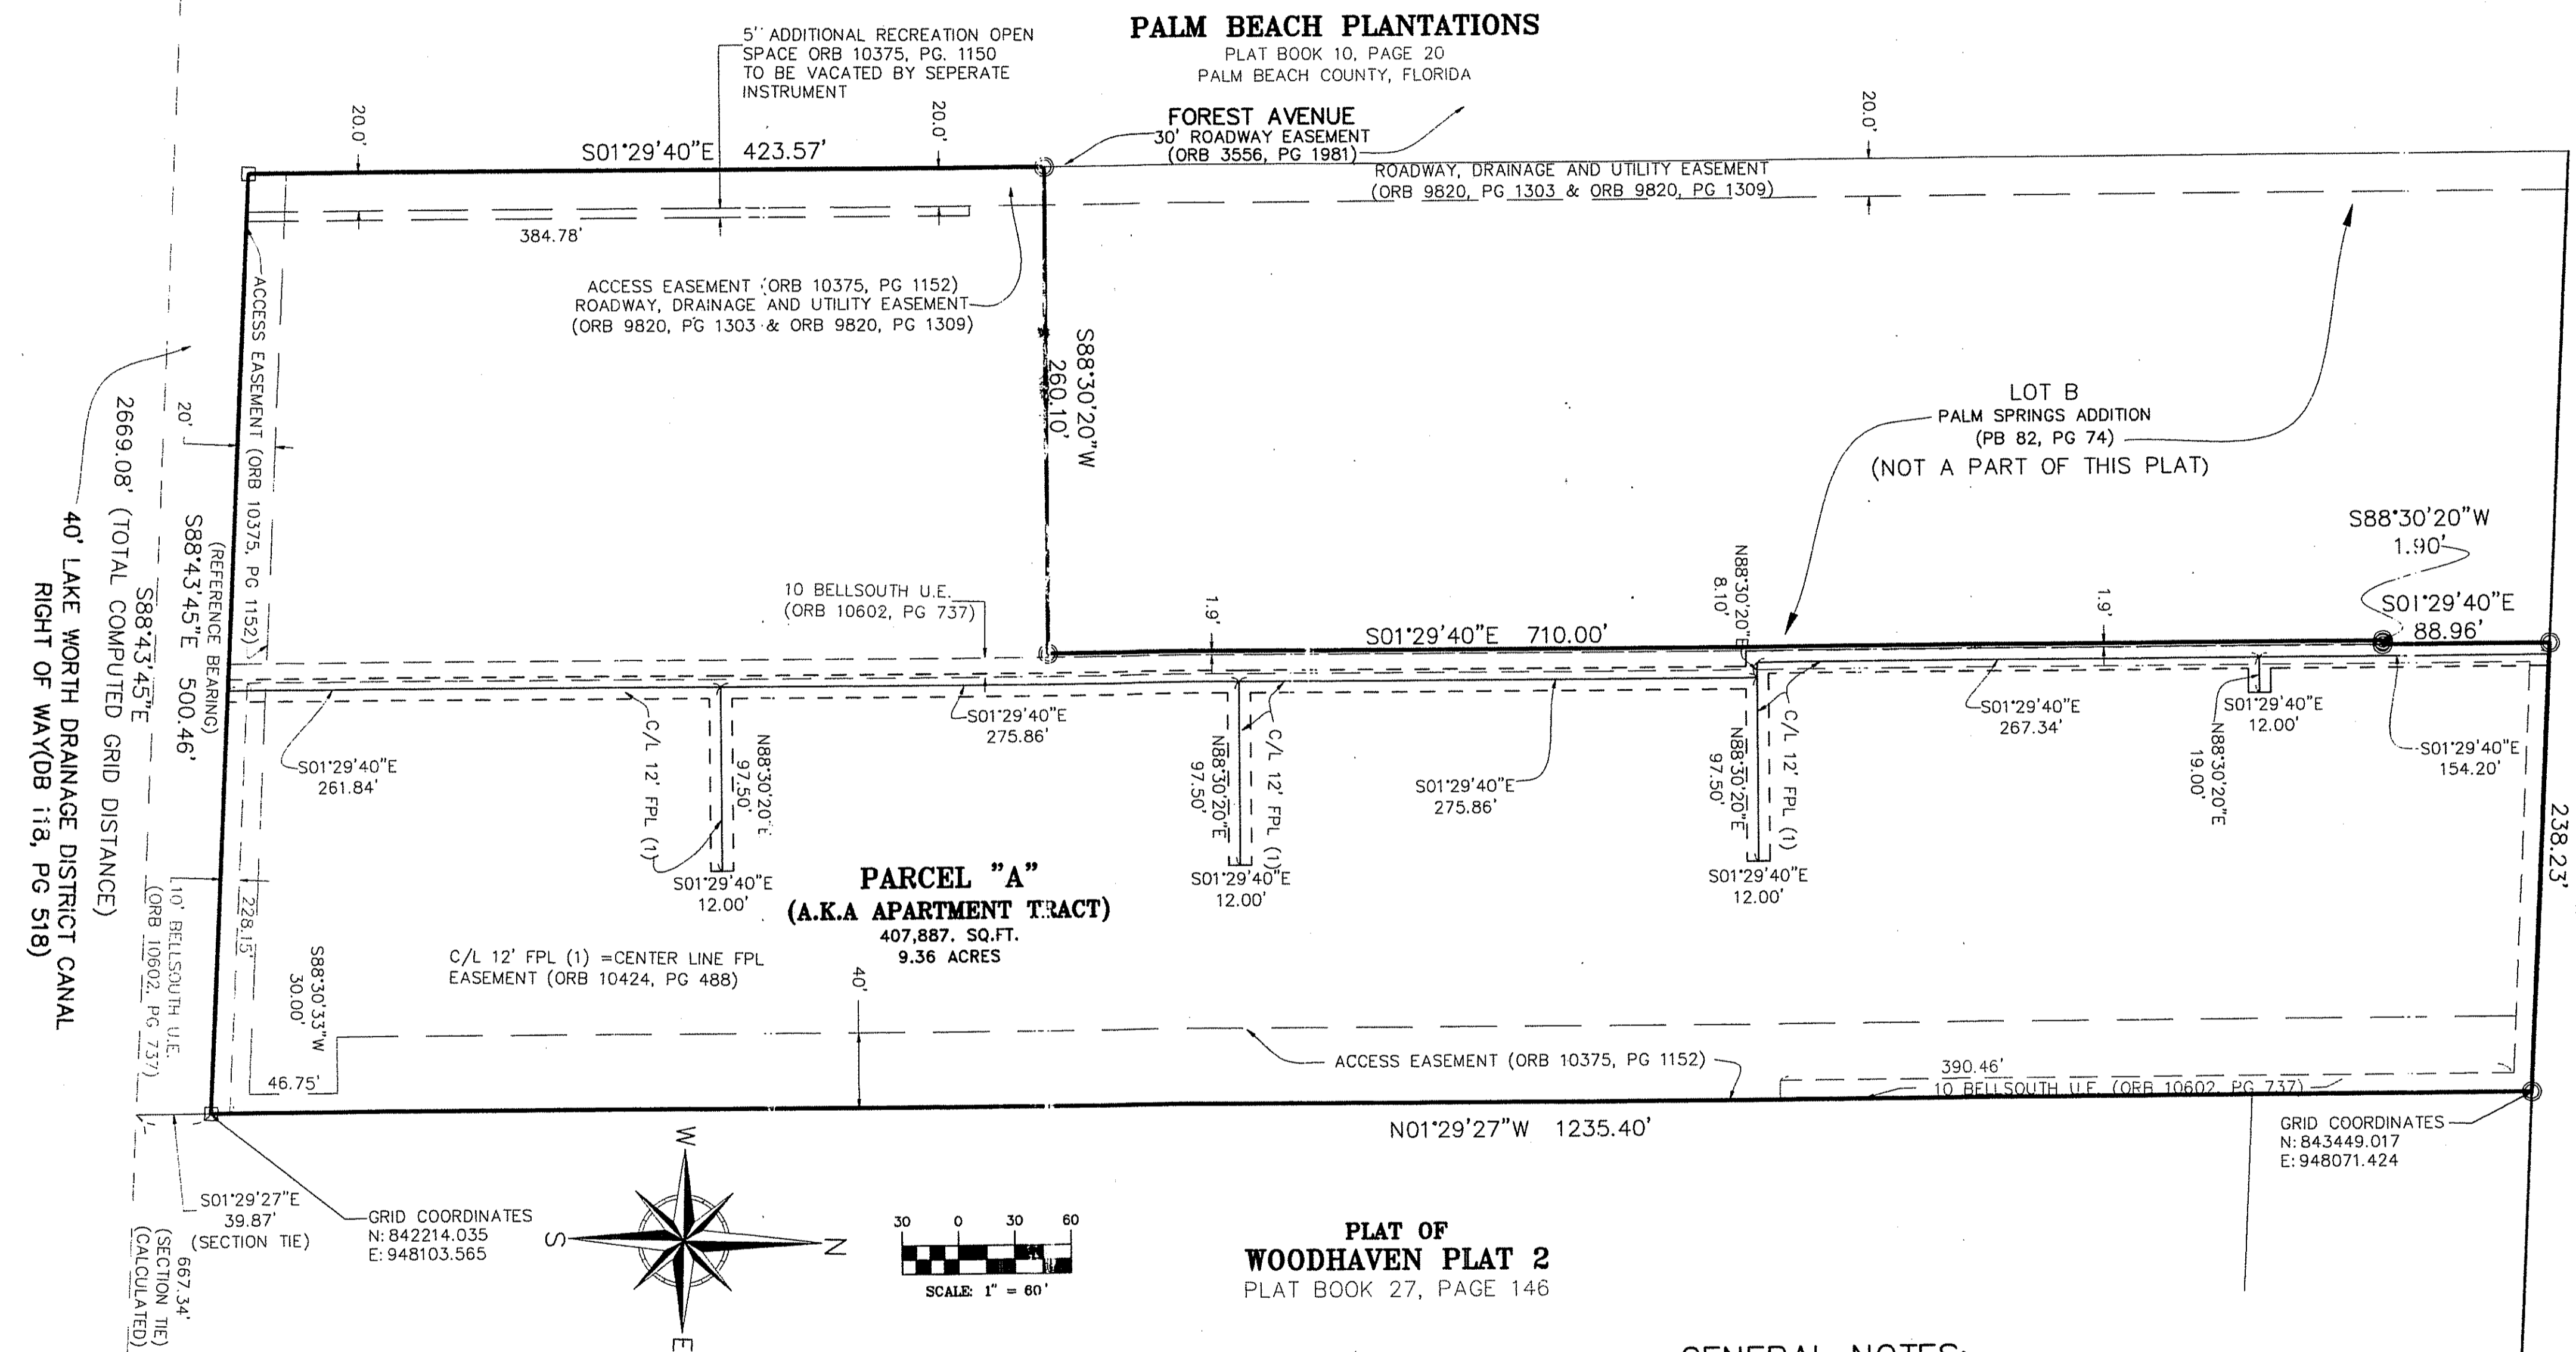 PALM BEACH PLANTATIONS
PLAT BOOK 10, PAGE 20
PALM BEACH COUNTY, FLORIDA
5' ADDITIONAL RECREATION OPEN
SPACE ORB 10375, PG. 1150
TO BE VACATED BY SEPERATE
INSTRUMENT
20.0'
20.0'
20.0'
FOREST AVENUE
30' ROADWAY EASEMENT
(ORB 3556, PG 1981)
S01°29'40"E 423.57'
ROADWAY, DRAINAGE AND UTILITY EASEMENT
(ORB 9820, PG 1303 & ORB 9820, PG 1309)
384.78'
ACCESS EASEMENT (ORB 10375, PG 1152)
ROADWAY, DRAINAGE AND UTILITY EASEMENT
(ORB 9820, PG 1303 & ORB 9820, PG 1309)
ACCESS EASEMENT (ORB 10375, PG 1152)
S88°30'20"W
260.10'
LOT B
PALM SPRINGS ADDITION
(PB 82, PG 74)
(NOT A PART OF THIS PLAT)
20'
2669.08' (TOTAL COMPUTED GRID DISTANCE)
S88°43'45"E
(REFERENCE BEARING)
S88°43'45"E 500.46'
40' LAKE WORTH DRAINAGE DISTRICT CANAL
RIGHT OF WAY(DB 118, PG 518)
S88°30'20"W
1.90'
S01°29'40"E
88.96'
10 BELLSOUTH U.E.
(ORB 10602, PG 737)
1.9'
S01°29'40"E 710.00'
N88°30'20"E
8.10'
1.9'
S01°29'40"E
261.84'
C/L 12' FPL (1)
N88°30'20"E
97.50'
S01°29'40"E
275.86'
N88°30'20"E
97.50'
C/L 12' FPL (1)
S01°29'40"E
275.86'
N88°30'20"E
97.50'
C/L 12' FPL (1)
S01°29'40"E
267.34'
N88°30'20"E
19.00'
S01°29'40"E
12.00'
S01°29'40"E
154.20'
238.23'
S01°29'40"E
12.00'
S01°29'40"E
12.00'
S01°29'40"E
12.00'
PARCEL "A"
(A.K.A APARTMENT TRACT)
407,887. SQ.FT.
9.36 ACRES
10' BELLSOUTH U.E.
(ORB 10602, PG 737)
228.15'
S88°30'33"W
30.00'
46.75'
C/L 12' FPL (1) =CENTER LINE FPL
EASEMENT (ORB 10424, PG 488)
40'
ACCESS EASEMENT (ORB 10375, PG 1152)
390.46'
10 BELLSOUTH U.E. (ORB 10602, PG 737)
N01°29'27"W 1235.40'
GRID COORDINATES
N: 843449.017
E: 948071.424
S01°29'27"E
39.87'
(SECTION TIE)
667.34'
(SECTION TIE)
(CALCULATED)
GRID COORDINATES
N: 842214.035
E: 948103.565
W
S
N
E
30 0 30 60
SCALE: 1" = 60'
PLAT OF
WOODHAVEN PLAT 2
PLAT BOOK 27, PAGE 146
GENERAL NOTES: